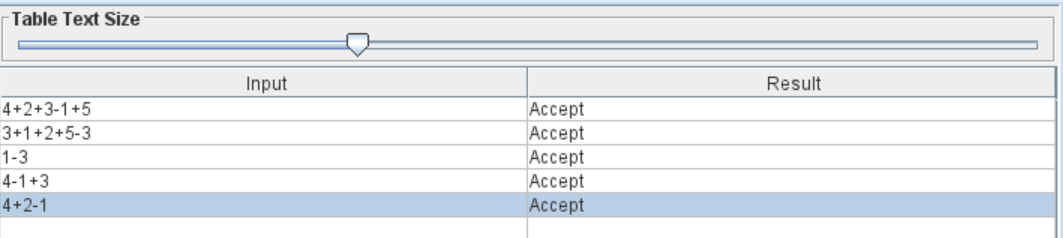 Table Text Size
Input Result
4+2+3-1+5 Accept
3+1+2+5-3 Accept
1-3 Accept
4-1+3 Accept
4+2-1 Accept